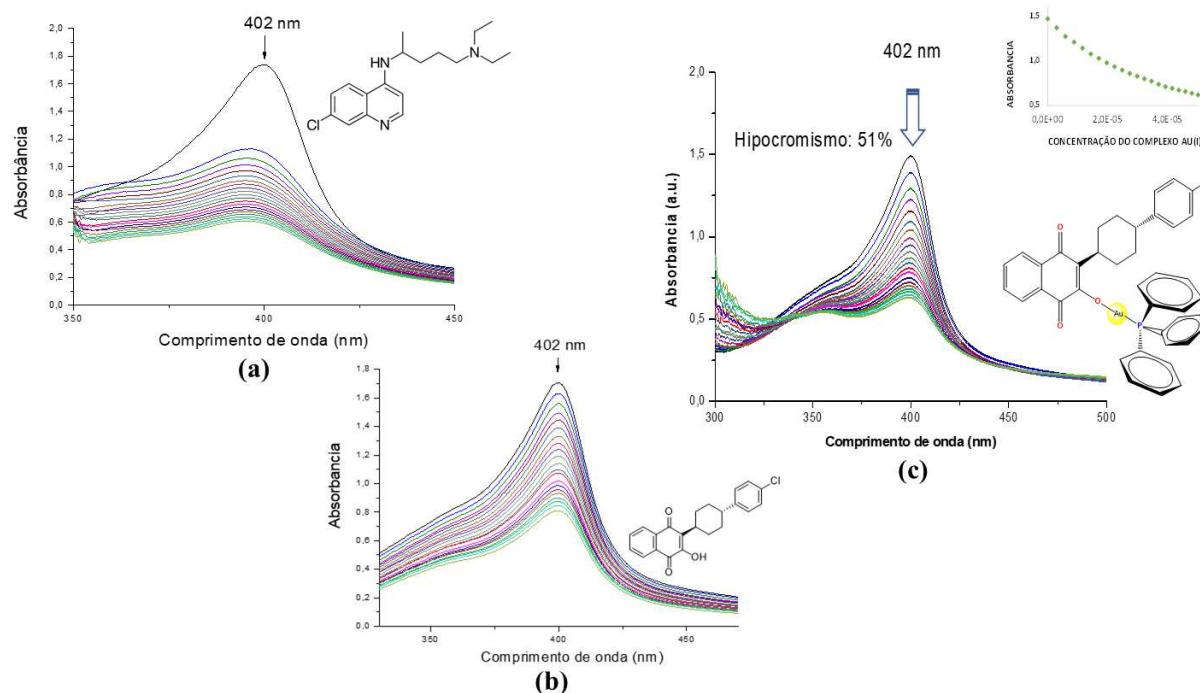 402 nm
2,0
1,8
1,6
1,4
1,2
1,0
0,8
0,6
0,4
0,2
0,0
Absorbância
350
400
450
Comprimento de onda (nm)
HN
N
Cl
N
(a)
402 nm
1,8
1,6
1,4
1,2
1,0
0,8
0,6
0,4
0,2
0,0
Absorbancia
350
400
450
Comprimento de onda (nm)
O
O
OH
Cl
(b)
402 nm
Hipocromismo: 51%
2,0
1,5
1,0
0,5
0,0
Absorbancia (a.u.)
300
350
400
450
500
Comprimento de onda (nm)
O
O
O
Au
P
(c)
1,5
1,0
0,5
ABSORBANCIA
0,0E+00
2,0E-05
4,0E-05
CONCENTRAÇÃO DO COMPLEXO AU(I)